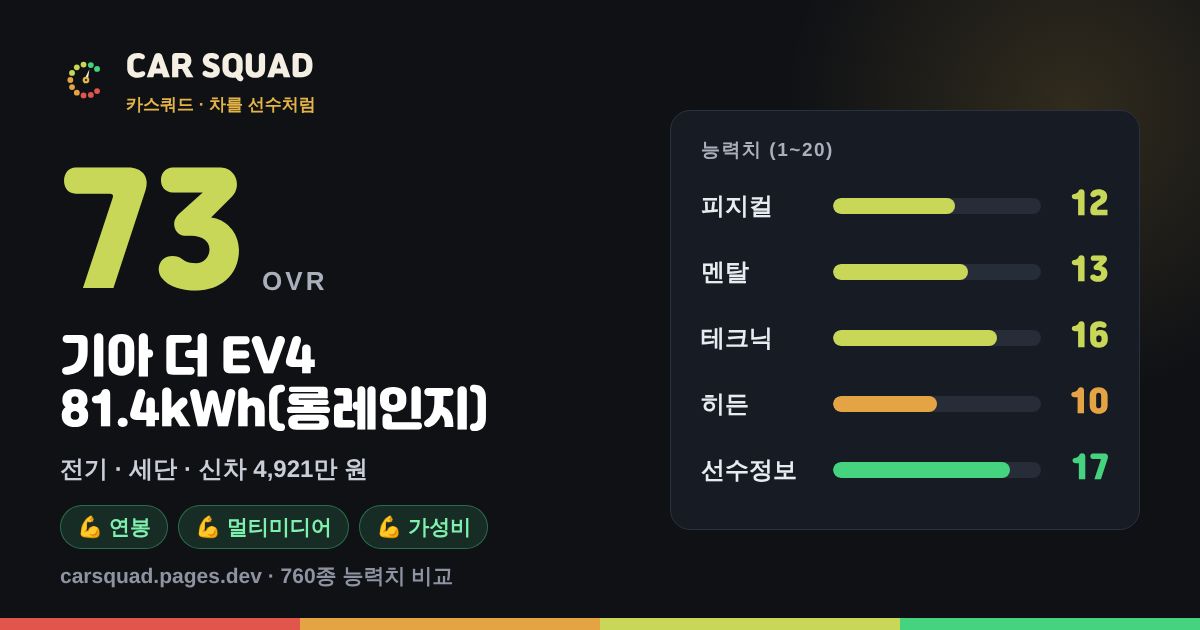 CAR SQUAD
카스쿼드 · 차를 선수처럼
73 OVR
기아 더 EV4
81.4kWh(롱레인지)
전기 · 세단 · 신차 4,921만 원
💪 연봉 💪 멀티미디어 💪 가성비
carsquad.pages.dev · 760종 능력치 비교
능력치 (1~20)
피지컬 12
멘탈 13
테크닉 16
히든 10
선수정보 17